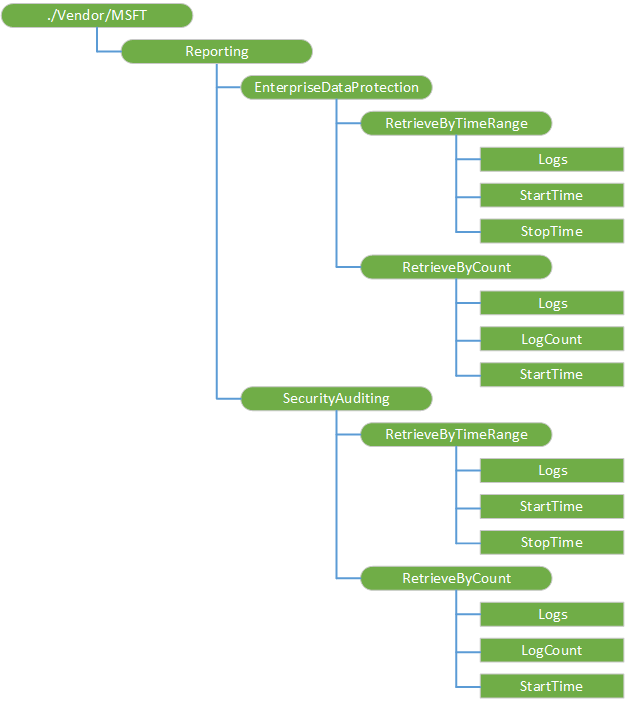 ./Vendor/MSFT
Reporting
EnterpriseDataProtection
RetrieveByTimeRange
Logs
StartTime
StopTime
RetrieveByCount
Logs
LogCount
StartTime
SecurityAuditing
RetrieveByTimeRange
Logs
StartTime
StopTime
RetrieveByCount
Logs
LogCount
StartTime